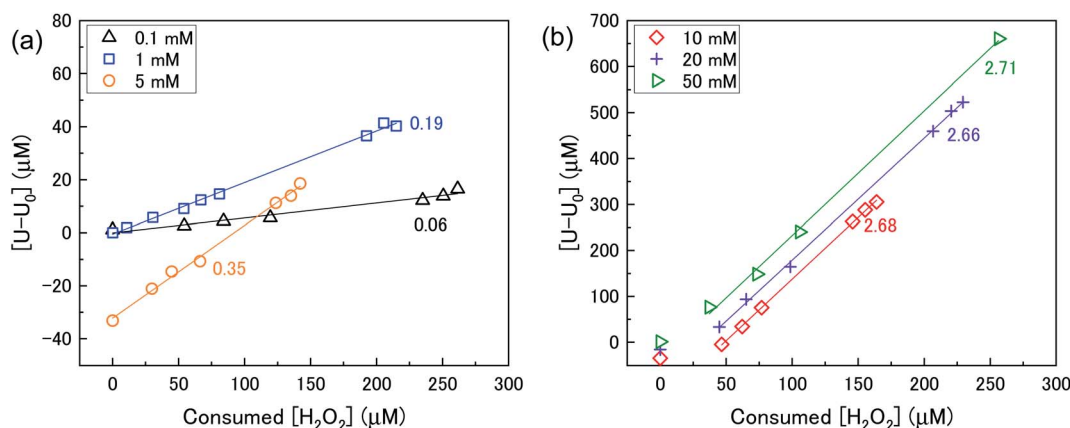 (a)
0.1 mM
1 mM
5 mM
80
60
40
20
0
−20
−40
[U−U₀] (μM)
0.19
0.06
0.35
0
50
100
150
200
250
300
Consumed [H₂O₂] (μM)
(b)
10 mM
20 mM
50 mM
700
600
500
400
300
200
100
0
[U−U₀] (μM)
2.71
2.66
2.68
0
50
100
150
200
250
300
Consumed [H₂O₂] (μM)